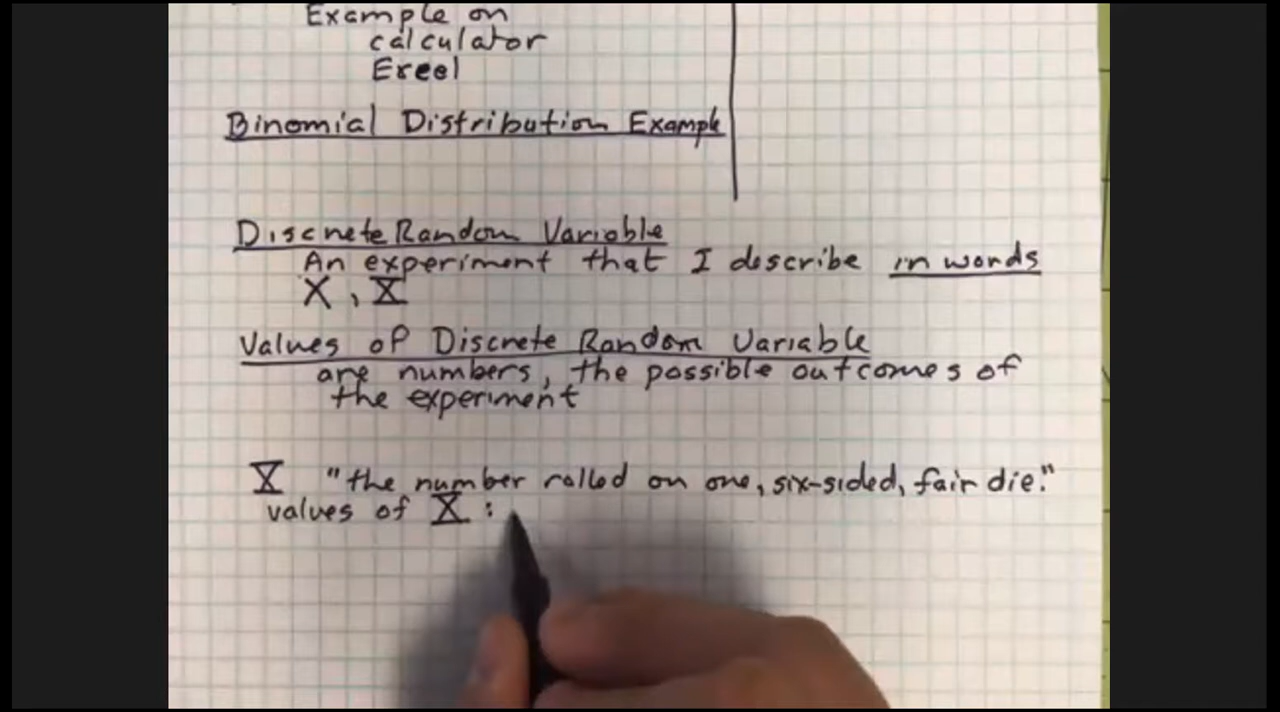 Example on
calculator
Excel
Binomial Distribution Example
Discrete Random Variable
An experiment that I describe in words
X, X
Values of Discrete Random Variable
are numbers, the possible outcomes of
the experiment
X "the number rolled on one, six-sided, fair die."
values of X :